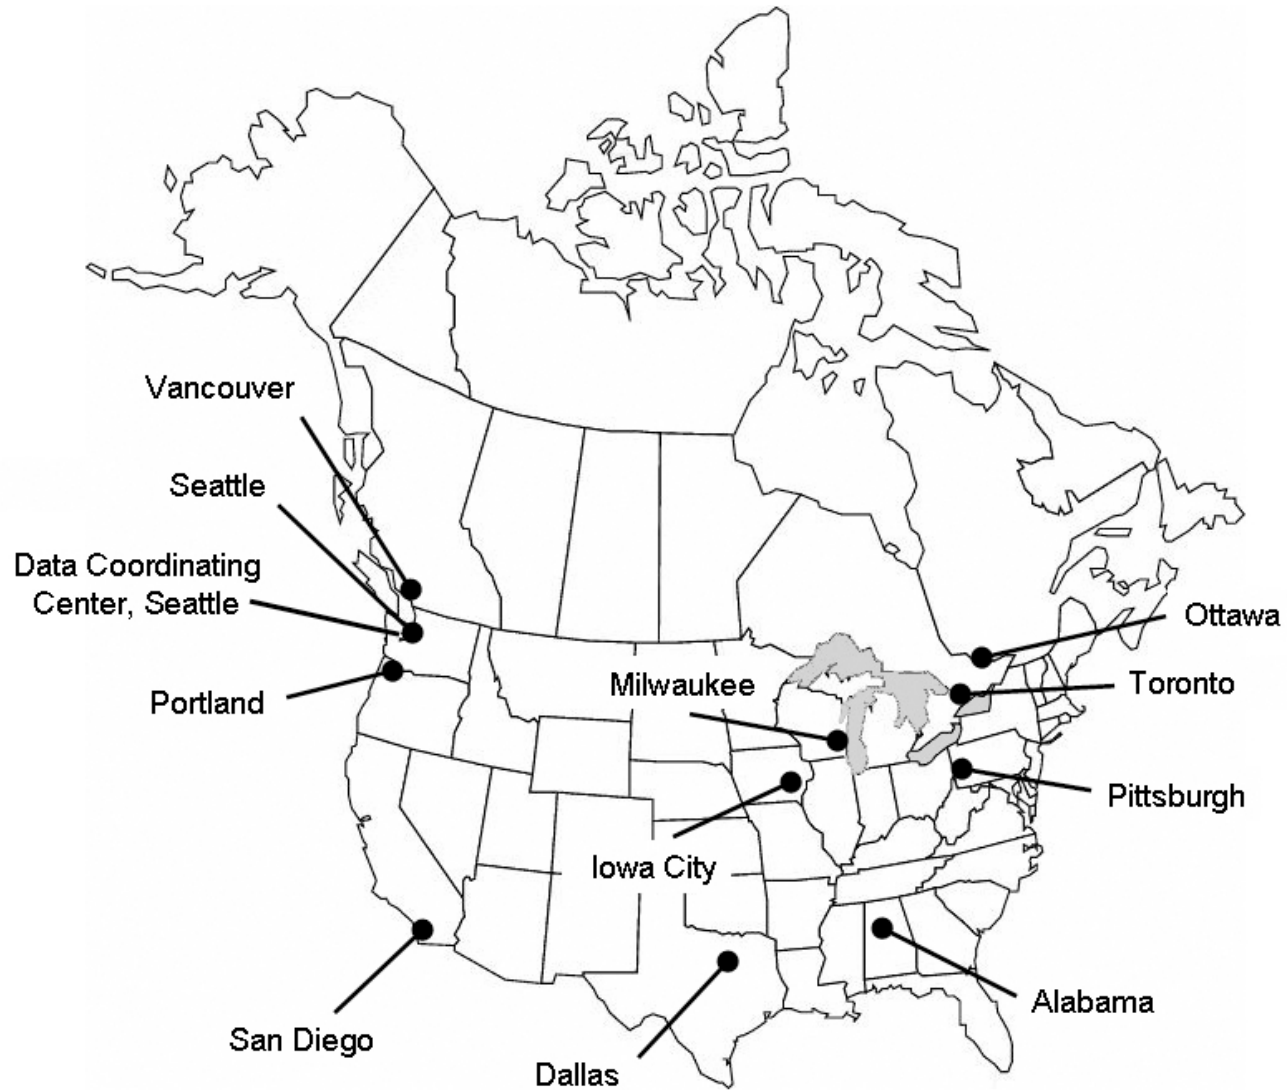 Vancouver
Seattle
Data Coordinating
Center, Seattle
Portland
San Diego
Dallas
Iowa City
Milwaukee
Ottawa
Toronto
Pittsburgh
Alabama